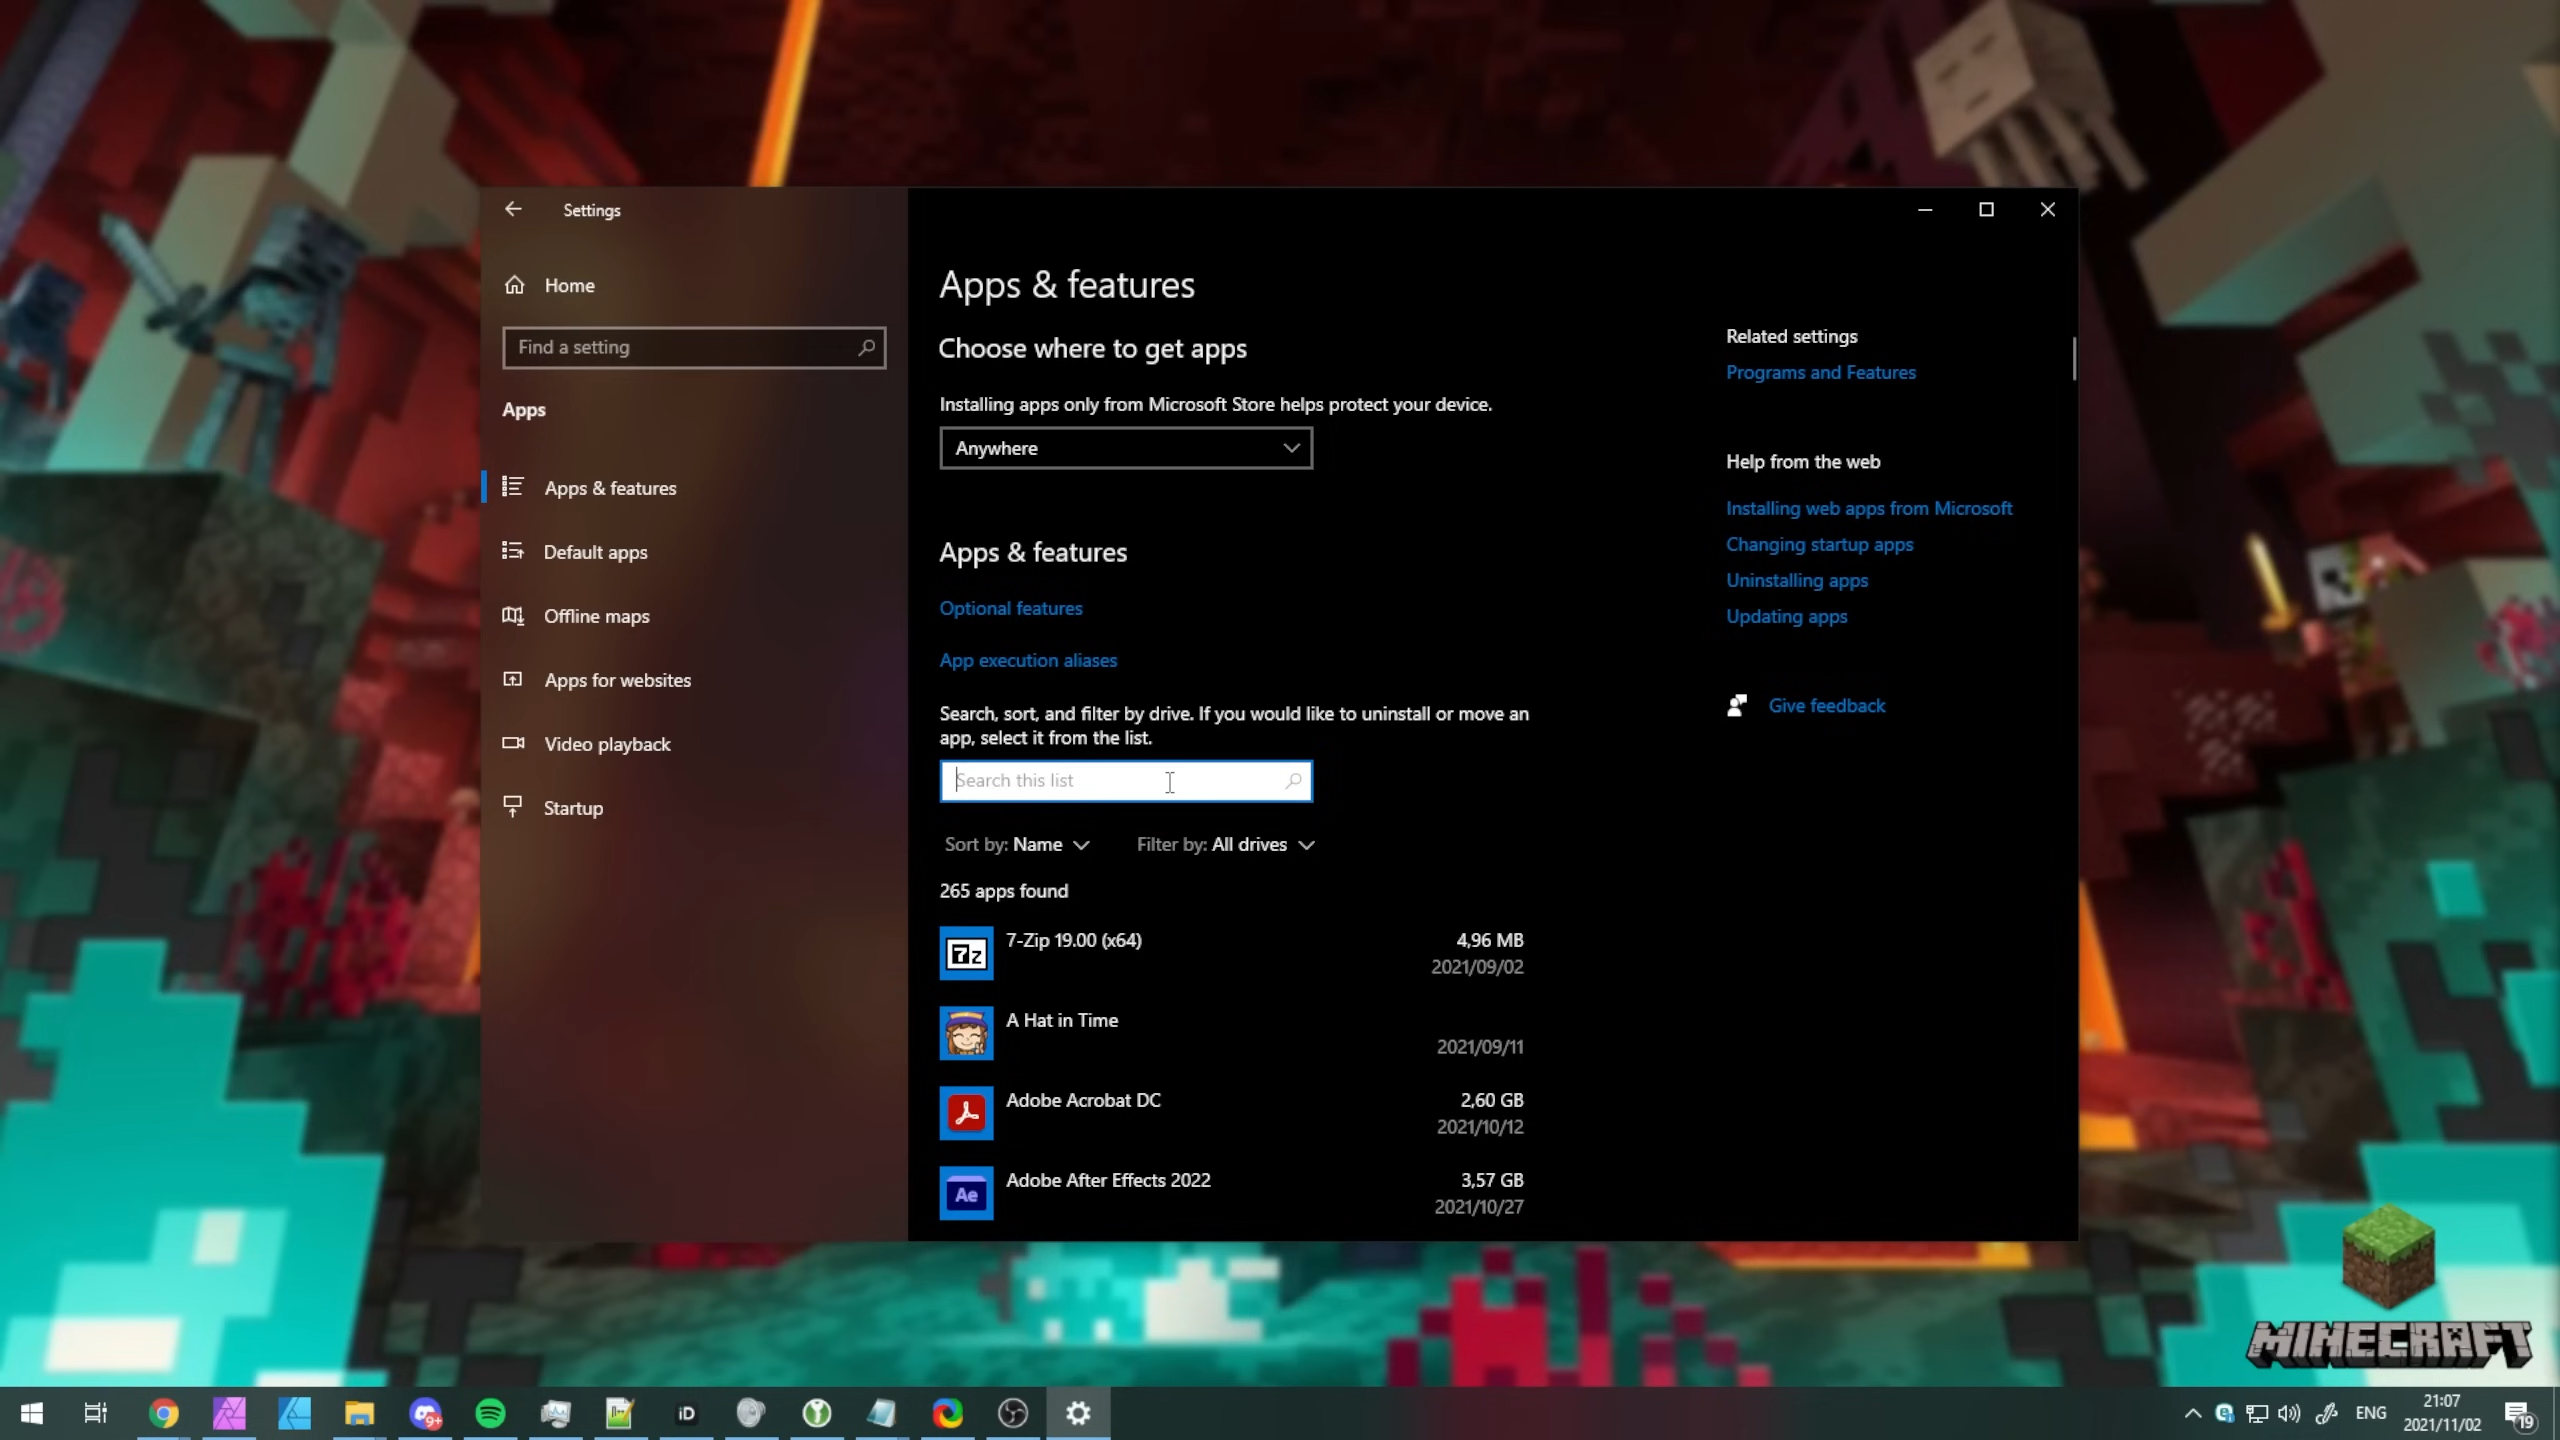 Settings
Home
Find a setting
Apps
Apps & features
Default apps
Offline maps
Apps for websites
Video playback
Startup
Apps & features
Choose where to get apps
Installing apps only from Microsoft Store helps protect your device.
Anywhere
Apps & features
Optional features
App execution aliases
Search, sort, and filter by drive. If you would like to uninstall or move an
app, select it from the list.
Search this list
Sort by: Name Filter by: All drives
265 apps found
7-Zip 19.00 (x64) 4,96 MB
2021/09/02
A Hat in Time
2021/09/11
Adobe Acrobat DC 2,60 GB
2021/10/12
Adobe After Effects 2022 3,57 GB
2021/10/27
Related settings
Programs and Features
Help from the web
Installing web apps from Microsoft
Changing startup apps
Uninstalling apps
Updating apps
Give feedback
7z
Ae
MINECRAFT
9+
iD
ENG
21:07
2021/11/02
19